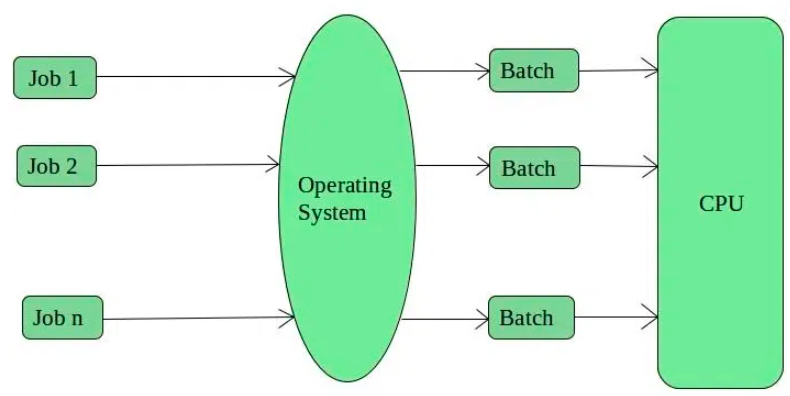 Job 1
Batch
Job 2
Batch
Operating
System
CPU
Job n
Batch